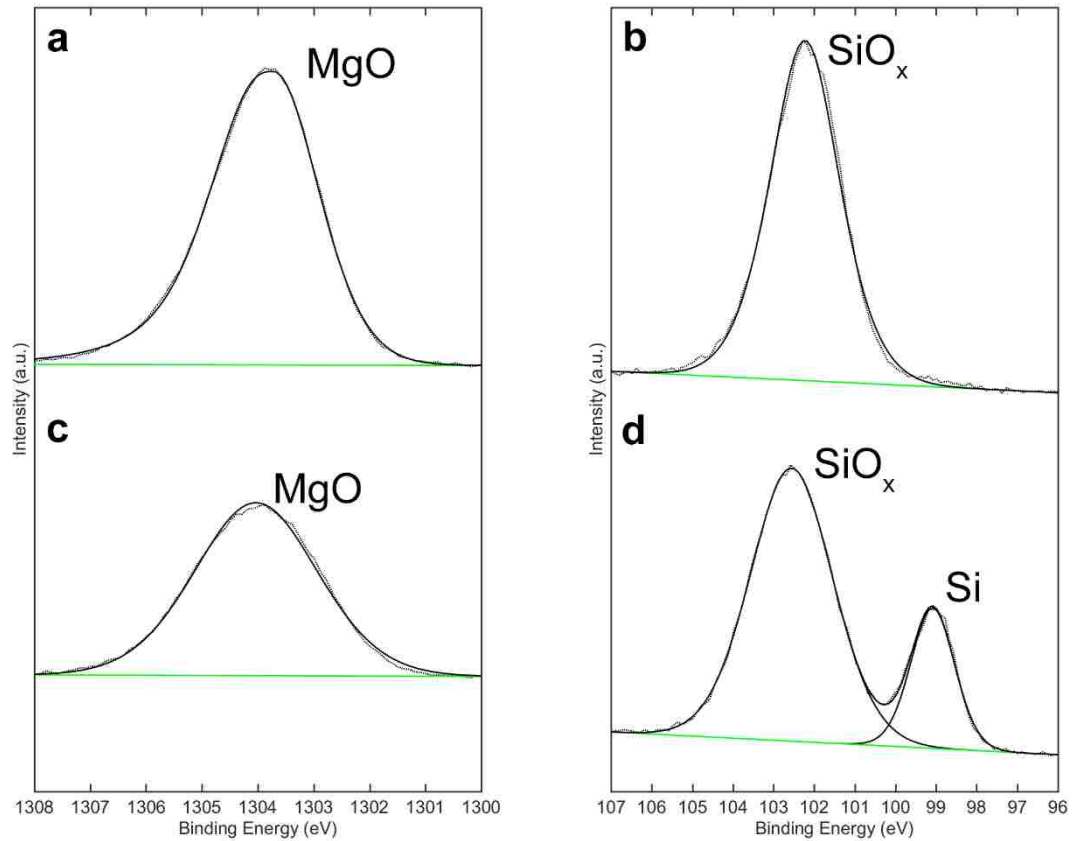 a
MgO
b
SiOₓ
Intensity (a.u.)
Intensity (a.u.)
c
MgO
d
SiOₓ
Si
1308 1307 1306 1305 1304 1303 1302 1301 1300
Binding Energy (eV)
107 106 105 104 103 102 101 100 99 98 97 96
Binding Energy (eV)